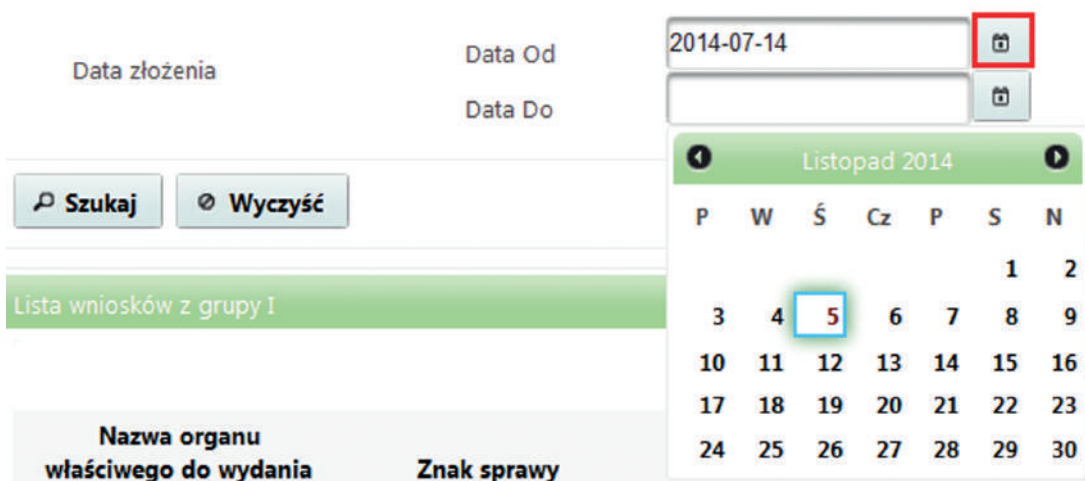 Data złożenia
Data Od
2014-07-14
Data Do
Szukaj
Wyczyść
Listopad 2014
P W Ś Cz P S N
1 2
3 4 5 6 7 8 9
10 11 12 13 14 15 16
17 18 19 20 21 22 23
24 25 26 27 28 29 30
Lista wniosków z grupy I
Nazwa organu
właściwego do wydania
Znak sprawy